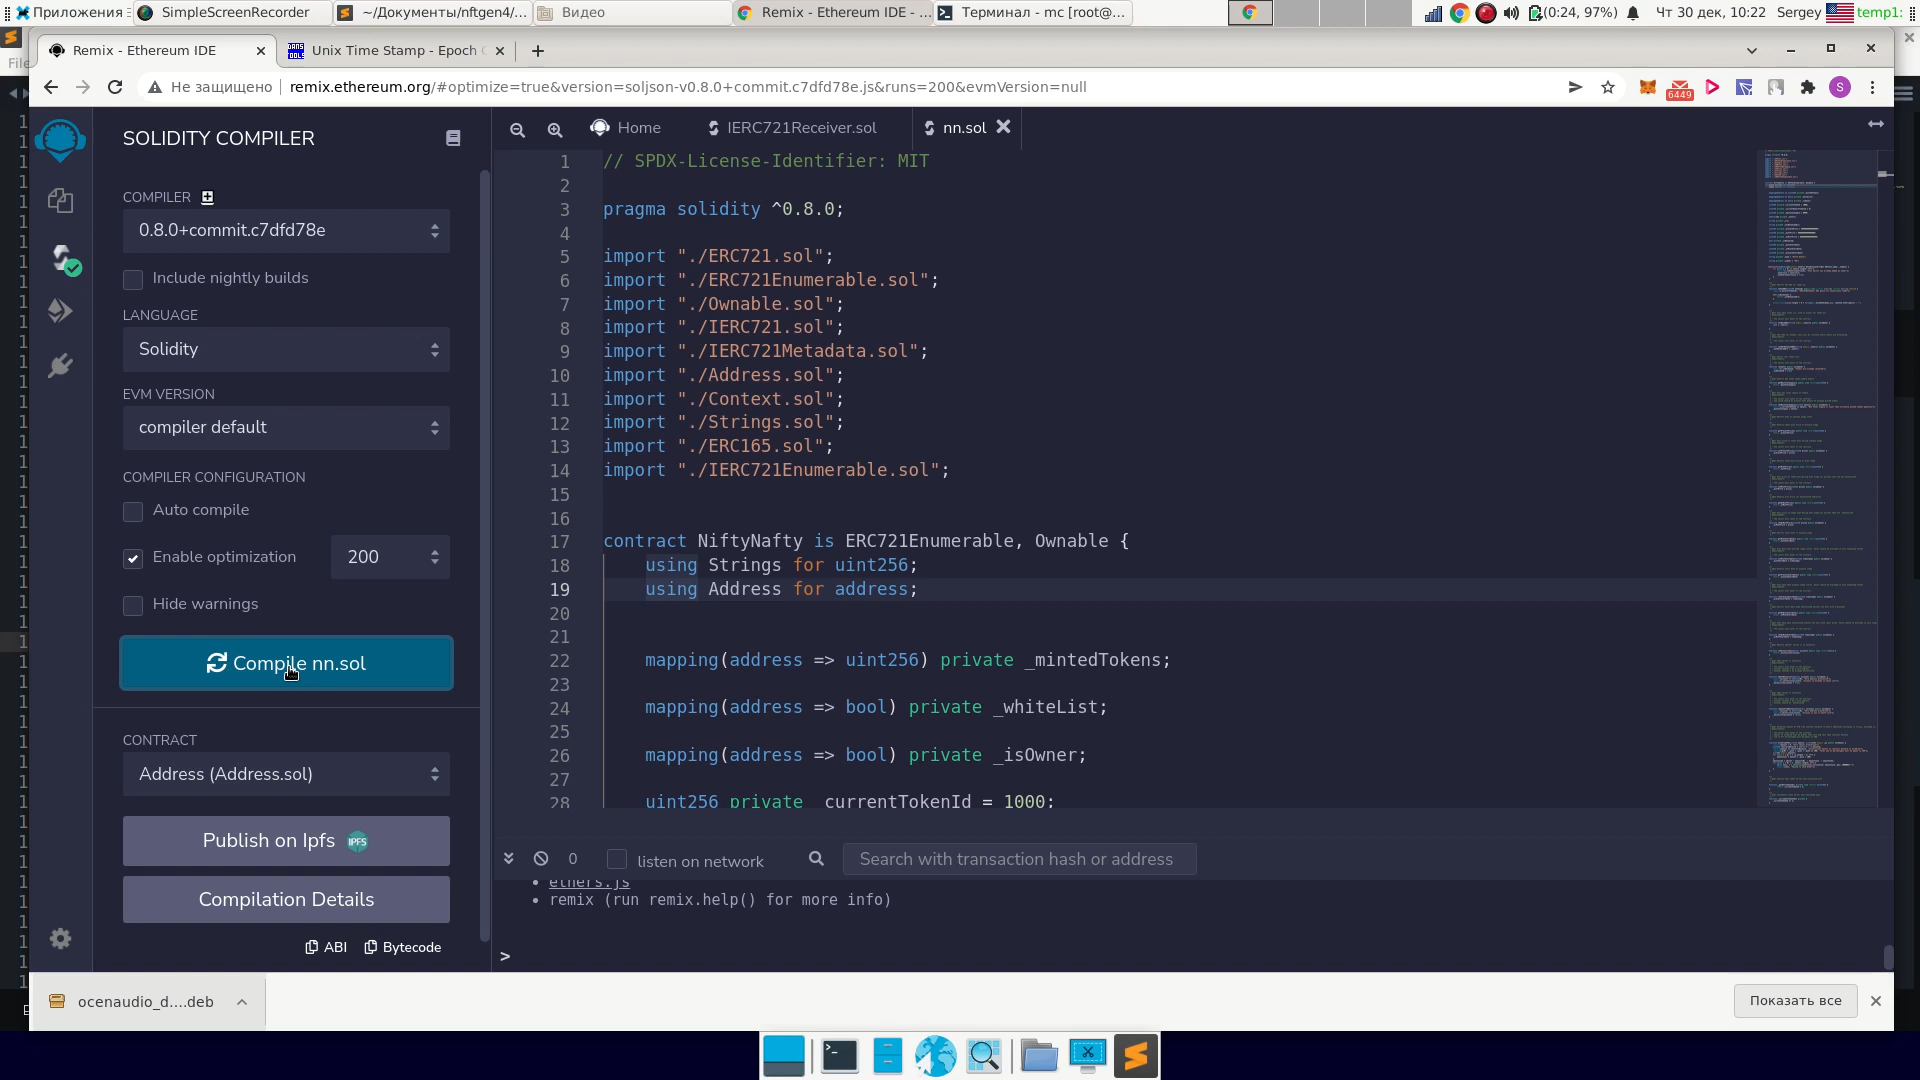 Приложения
SimpleScreenRecorder
~/Документы/nftgen4/...
Видео
Remix - Ethereum IDE - ...
Терминал - mc [root@...
(0:24, 97%)
Чт 30 дек, 10:22
Sergey
temp1:
File
Remix - Ethereum IDE
Unix Time Stamp - Epoch
Не защищено
remix.ethereum.org/#optimize=true&version=soljson-v0.8.0+commit.c7dfd78e.js&runs=200&evmVersion=null
6449
S
SOLIDITY COMPILER
COMPILER
0.8.0+commit.c7dfd78e
Include nightly builds
LANGUAGE
Solidity
EVM VERSION
compiler default
COMPILER CONFIGURATION
Auto compile
Enable optimization
200
Hide warnings
Compile nn.sol
CONTRACT
Address (Address.sol)
Publish on Ipfs
IPFS
Compilation Details
ABI
Bytecode
Home
IERC721Receiver.sol
nn.sol
1 // SPDX-License-Identifier: MIT
2
3 pragma solidity ^0.8.0;
4
5 import "./ERC721.sol";
6 import "./ERC721Enumerable.sol";
7 import "./Ownable.sol";
8 import "./IERC721.sol";
9 import "./IERC721Metadata.sol";
10 import "./Address.sol";
11 import "./Context.sol";
12 import "./Strings.sol";
13 import "./ERC165.sol";
14 import "./IERC721Enumerable.sol";
15
16
17 contract NiftyNafty is ERC721Enumerable, Ownable {
18 using Strings for uint256;
19 using Address for address;
20
21
22 mapping(address => uint256) private _mintedTokens;
23
24 mapping(address => bool) private _whiteList;
25
26 mapping(address => bool) private _isOwner;
27
28 uint256 private _currentTokenId = 1000;
0
listen on network
Search with transaction hash or address
• ethers.js
• remix (run remix.help() for more info)
>
ocenaudio_d....deb
Показать все